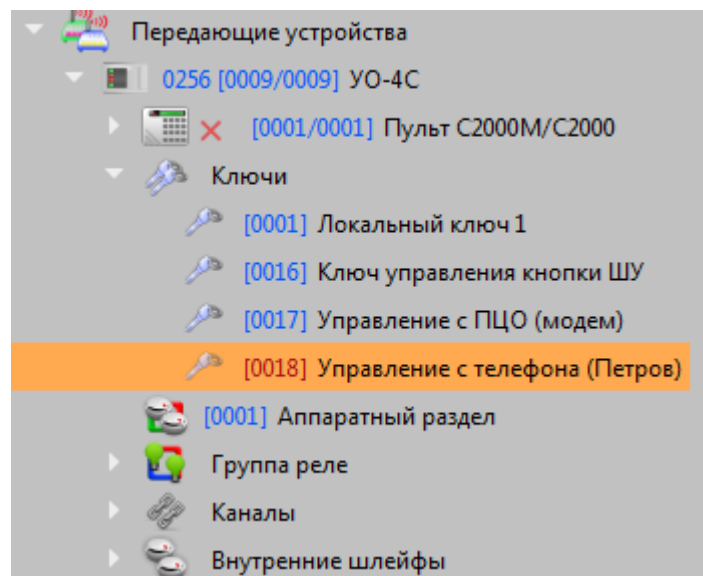 Передающие устройства
0256 [0009/0009] УО-4С
[0001/0001] Пульт С2000М/С2000
Ключи
[0001] Локальный ключ 1
[0016] Ключ управления кнопки ШУ
[0017] Управление с ПЦО (модем)
[0018] Управление с телефона (Петров)
[0001] Аппаратный раздел
Группа реле
Каналы
Внутренние шлейфы